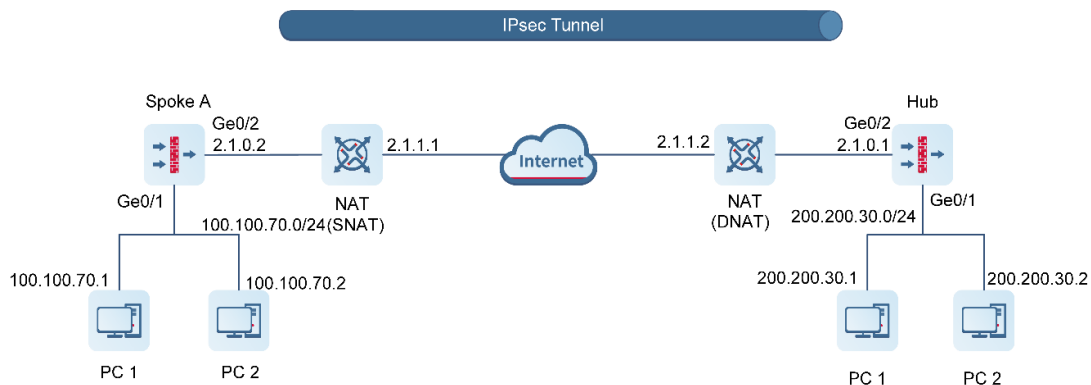 IPsec Tunnel
Spoke A
Hub
Ge0/2
2.1.0.2
2.1.1.1
Internet
2.1.1.2
Ge0/2
2.1.0.1
NAT
(SNAT)
NAT
(DNAT)
Ge0/1
100.100.70.0/24
Ge0/1
200.200.30.0/24
100.100.70.1
100.100.70.2
200.200.30.1
200.200.30.2
PC 1
PC 2
PC 1
PC 2